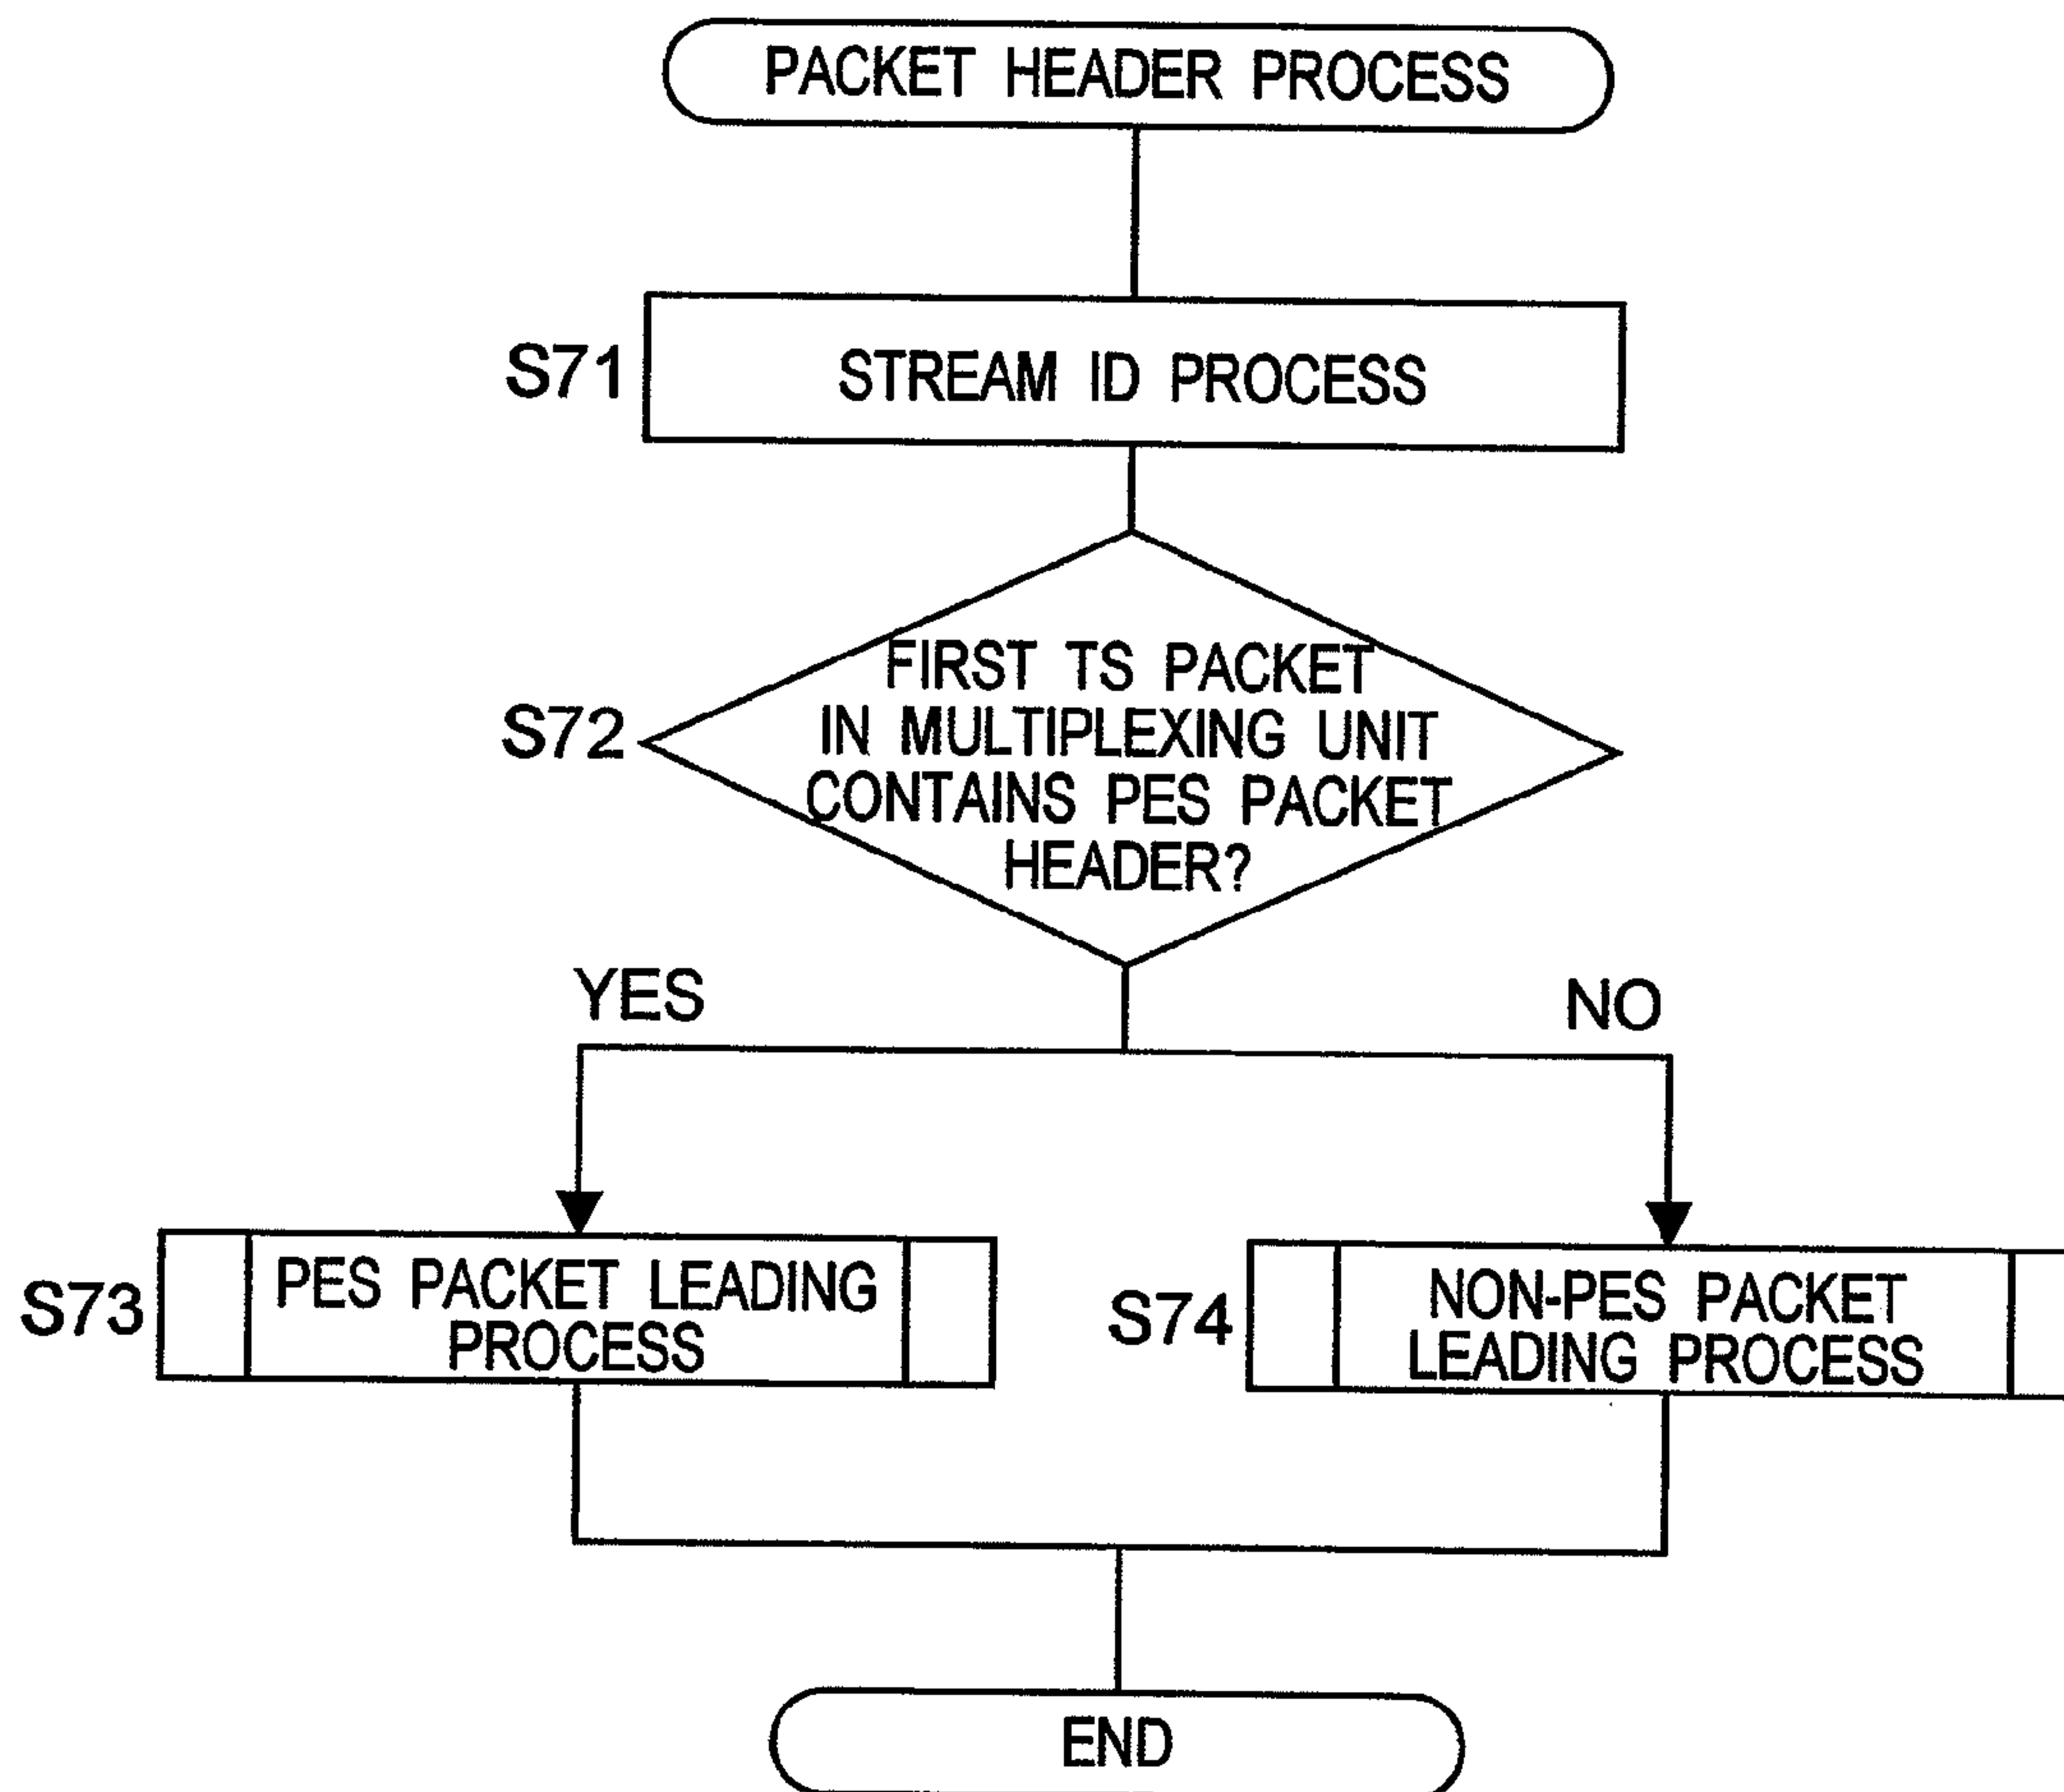 PACKET HEADER PROCESS
S71
STREAM ID PROCESS
S72
FIRST TS PACKET
IN MULTIPLEXING UNIT
CONTAINS PES PACKET
HEADER?
YES
NO
S73
PES PACKET LEADING
PROCESS
S74
NON-PES PACKET
LEADING PROCESS
END